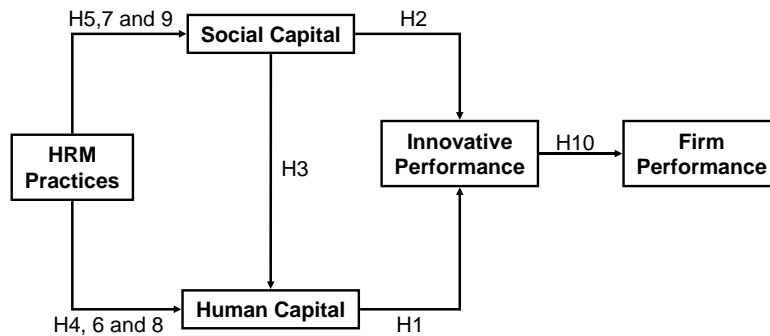 H5,7 and 9
Social Capital
H2
HRM
Practices
H3
Innovative
Performance
H10
Firm
Performance
Human Capital
H4, 6 and 8
H1